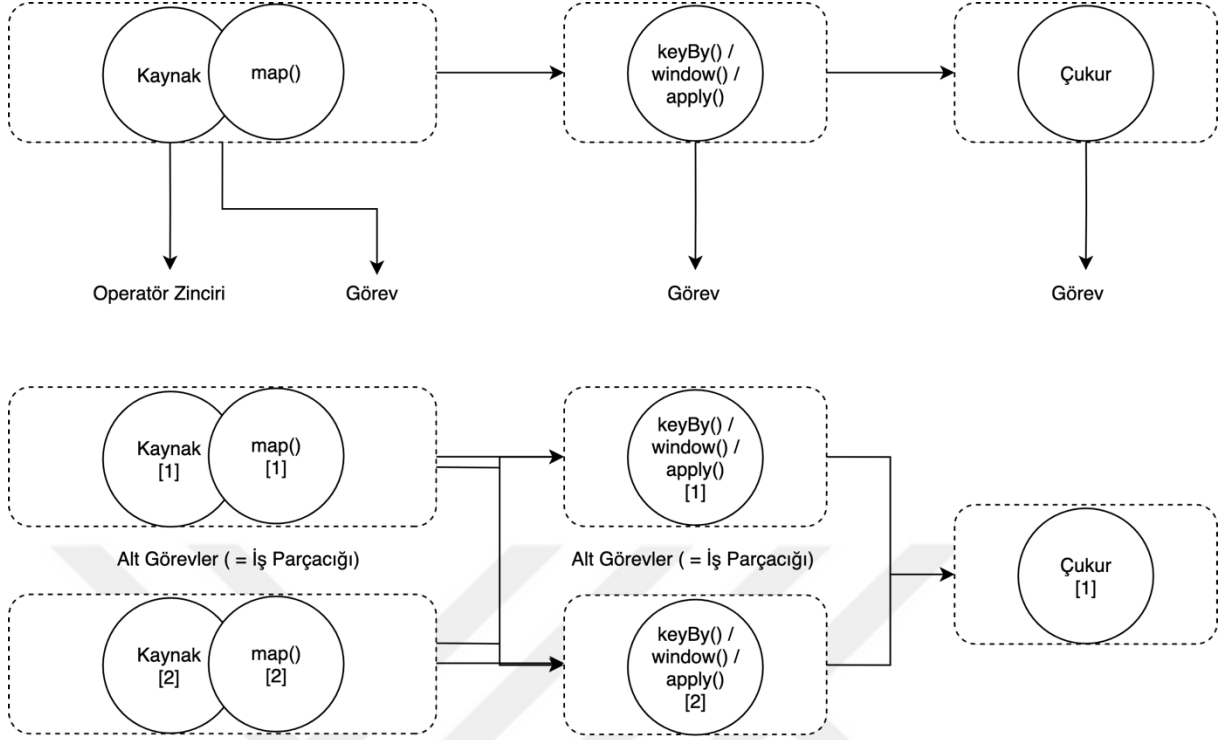 Kaynak
map()
keyBy() /
window() /
apply()
Çukur
Operatör Zinciri
Görev
Görev
Görev
Kaynak
[1]
map()
[1]
keyBy() /
window() /
apply()
[1]
Alt Görevler ( = İş Parçacığı)
Alt Görevler ( = İş Parçacığı)
Çukur
[1]
Kaynak
[2]
map()
[2]
keyBy() /
window() /
apply()
[2]